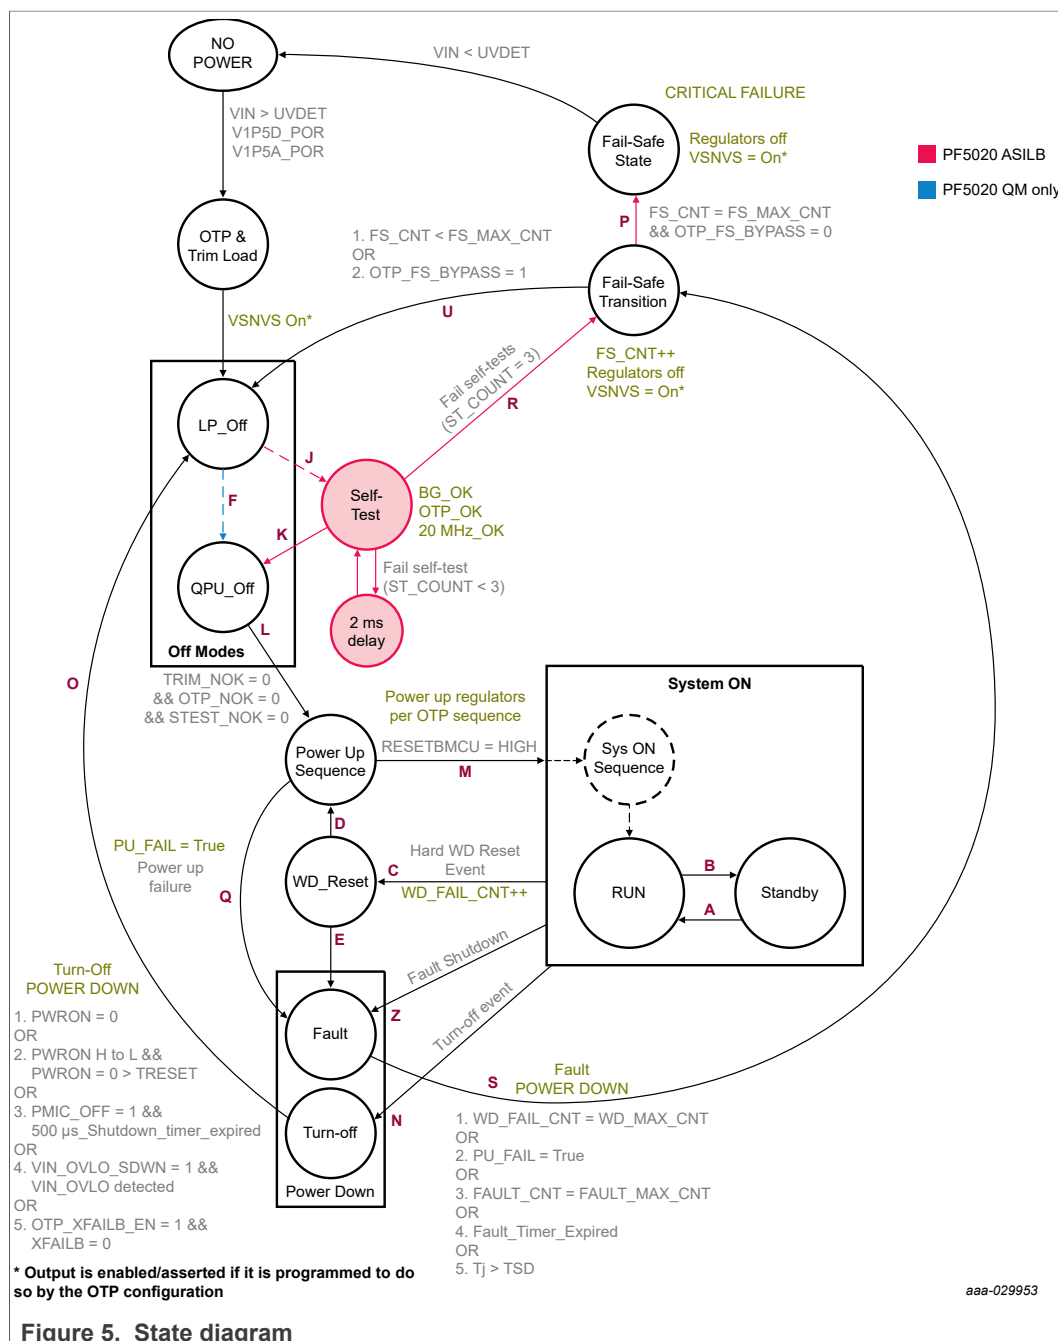 NO
POWER
VIN < UVDET
CRITICAL FAILURE
VIN > UVDET
V1P5D_POR
V1P5A_POR
Fail-Safe
State
Regulators off
VSNVS = On*
PF5020 ASILB
PF5020 QM only
P
FS_CNT = FS_MAX_CNT
&& OTP_FS_BYPASS = 0
OTP &
Trim Load
1. FS_CNT < FS_MAX_CNT
OR
2. OTP_FS_BYPASS = 1
Fail-Safe
Transition
U
VSNVS On*
FS_CNT++
Regulators off
VSNVS = On*
Fail self-tests
(ST_COUNT = 3)
R
LP_Off
J
F
Self-
Test
BG_OK
OTP_OK
20 MHz_OK
K
QPU_Off
Fail self-test
(ST_COUNT < 3)
2 ms
delay
L
Off Modes
O
TRIM_NOK = 0
&& OTP_NOK = 0
&& STEST_NOK = 0
Power up regulators
per OTP sequence
System ON
Power Up
Sequence
RESETBMCU = HIGH
M
Sys ON
Sequence
D
PU_FAIL = True
Power up
failure
Q
WD_Reset
C
Hard WD Reset
Event
WD_FAIL_CNT++
RUN
B
A
Standby
E
Fault Shutdown
Z
Turn-off event
Fault
N
Turn-off
Power Down
Turn-Off
POWER DOWN
1. PWRON = 0
OR
2. PWRON H to L &&
PWRON = 0 > TRESET
OR
3. PMIC_OFF = 1 &&
500 µs_Shutdown_timer_expired
OR
4. VIN_OVLO_SDWN = 1 &&
VIN_OVLO detected
OR
5. OTP_XFAILB_EN = 1 &&
XFAILB = 0
S
Fault
POWER DOWN
1. WD_FAIL_CNT = WD_MAX_CNT
OR
2. PU_FAIL = True
OR
3. FAULT_CNT = FAULT_MAX_CNT
OR
4. Fault_Timer_Expired
OR
5. Tj > TSD
* Output is enabled/asserted if it is programmed to do
so by the OTP configuration
aaa-029953
Figure 5. State diagram